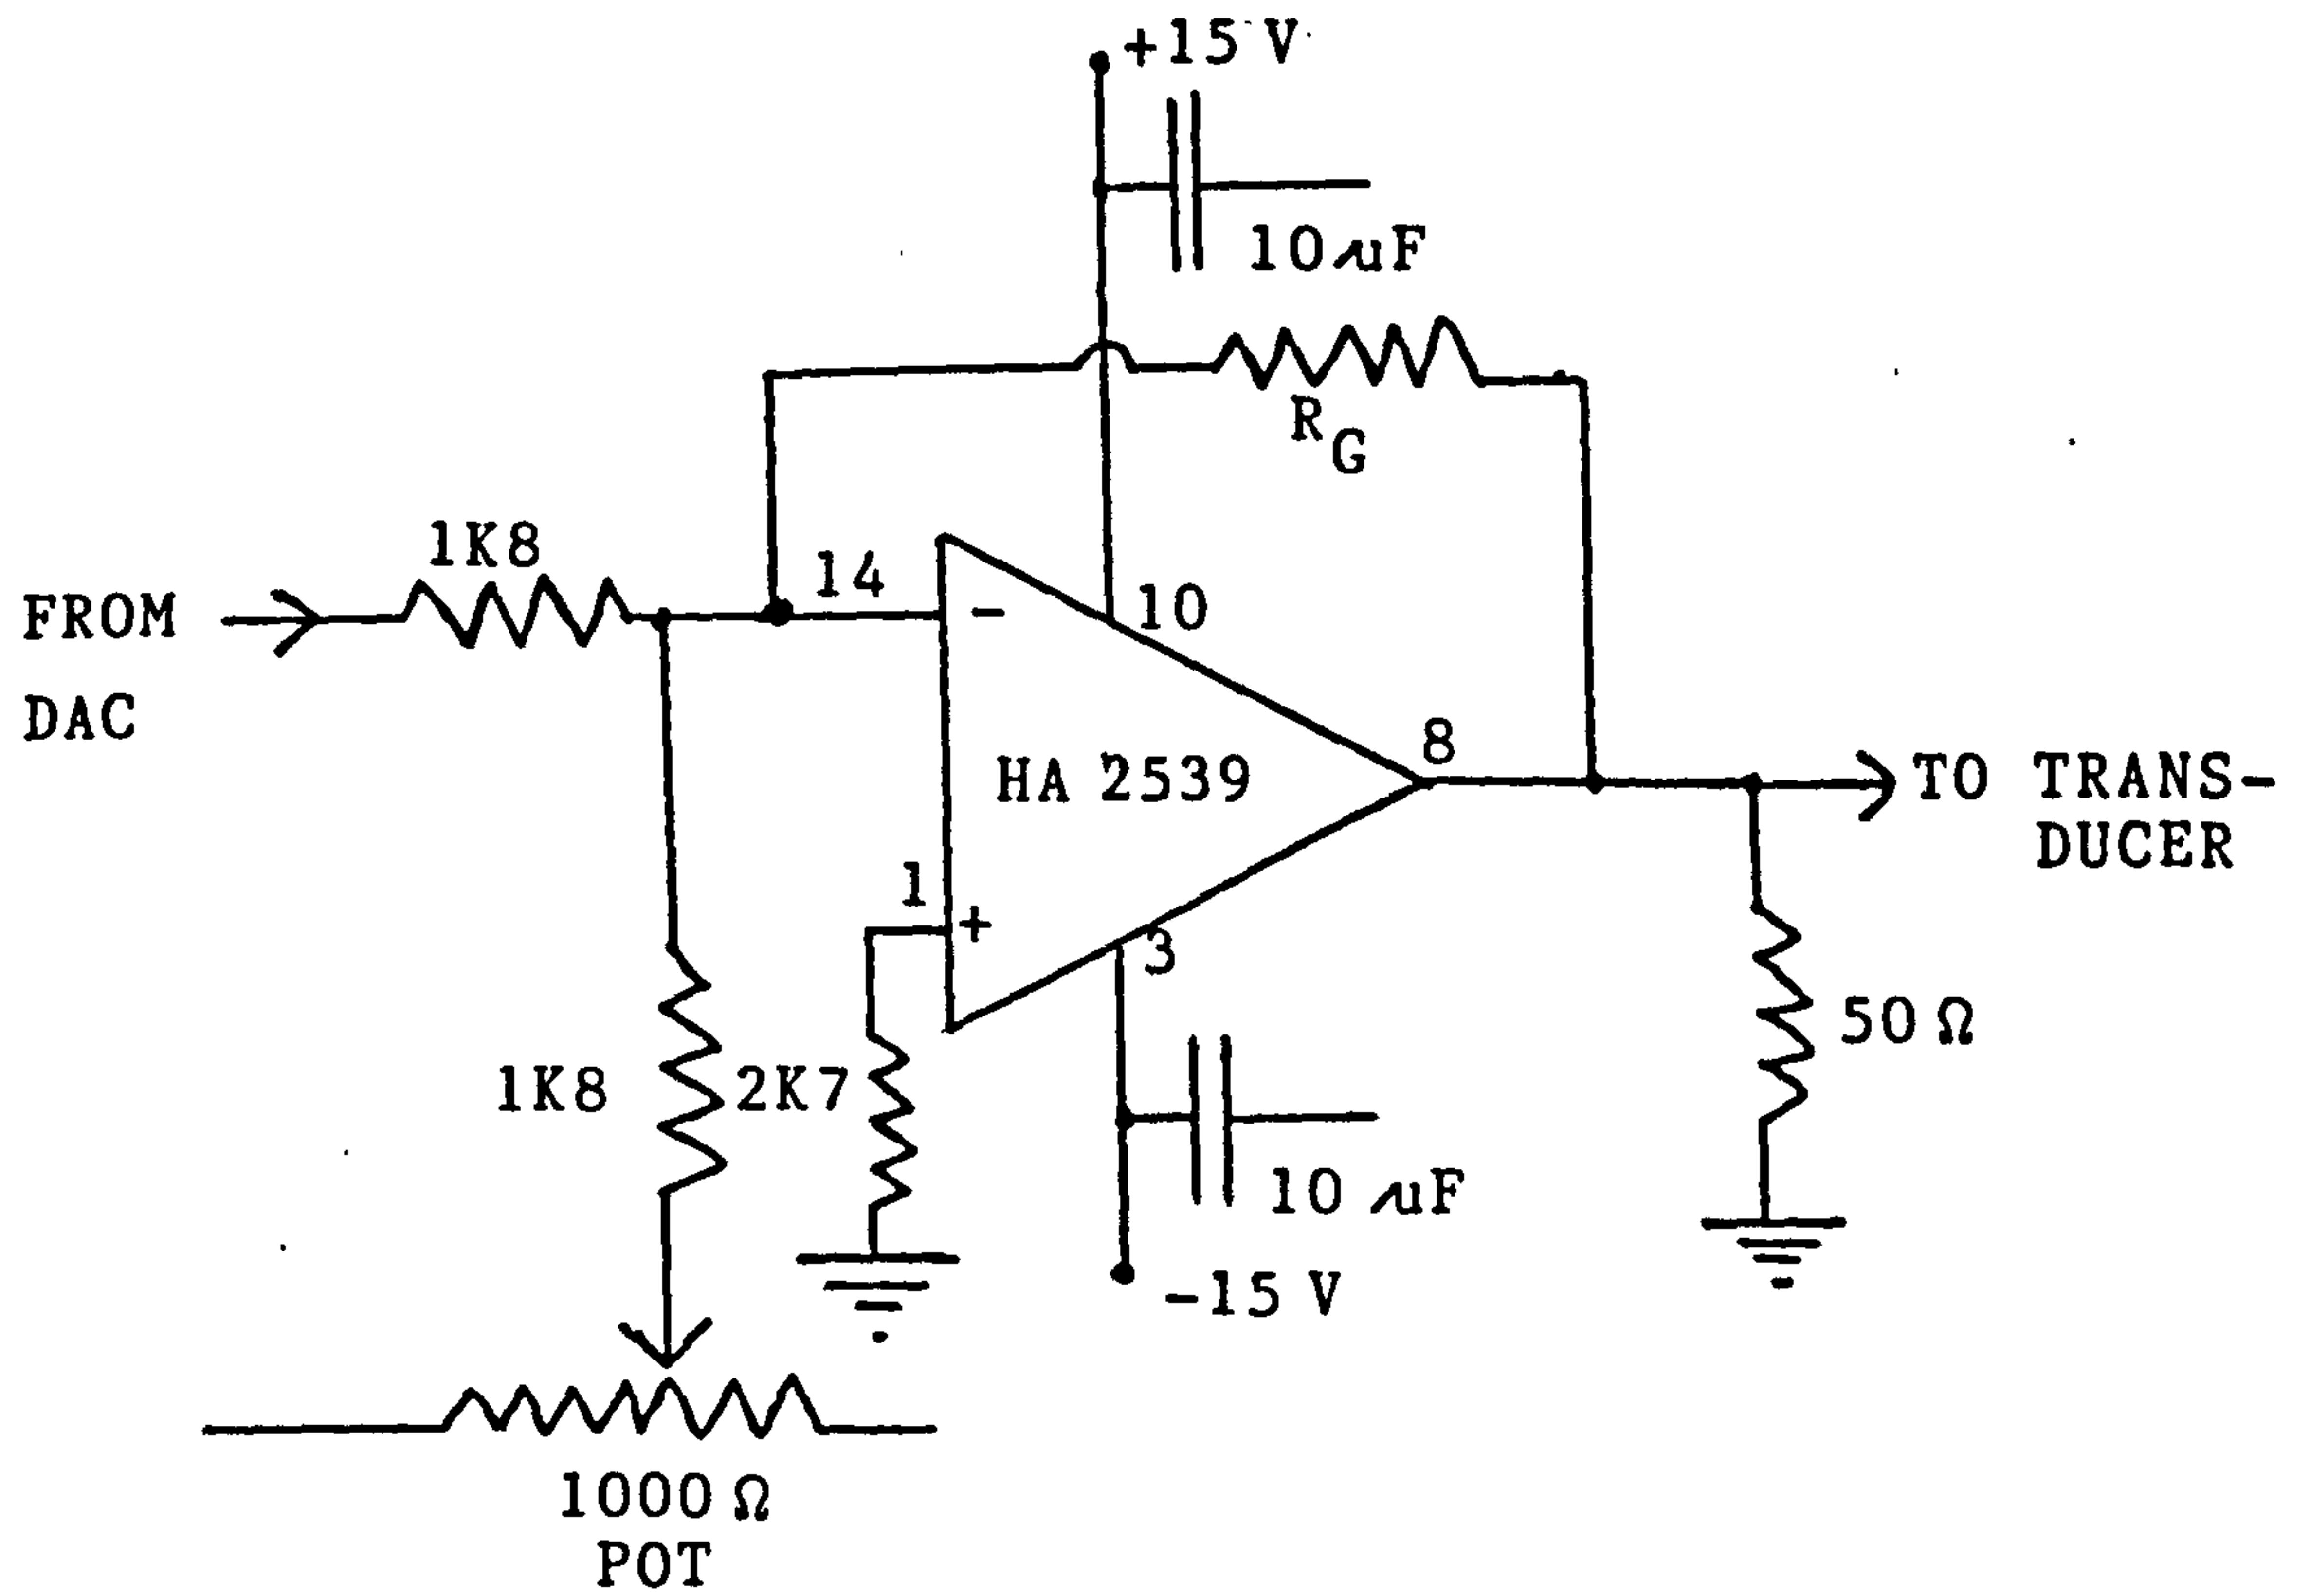 +15 V
10 uF
R
G
1K8
14
-
10
FROM
DAC
8
HA 2539
TO TRANS-
DUCER
1
+
3
50 Ω
1K8
2K7
10 uF
-15 V
1000 Ω
POT